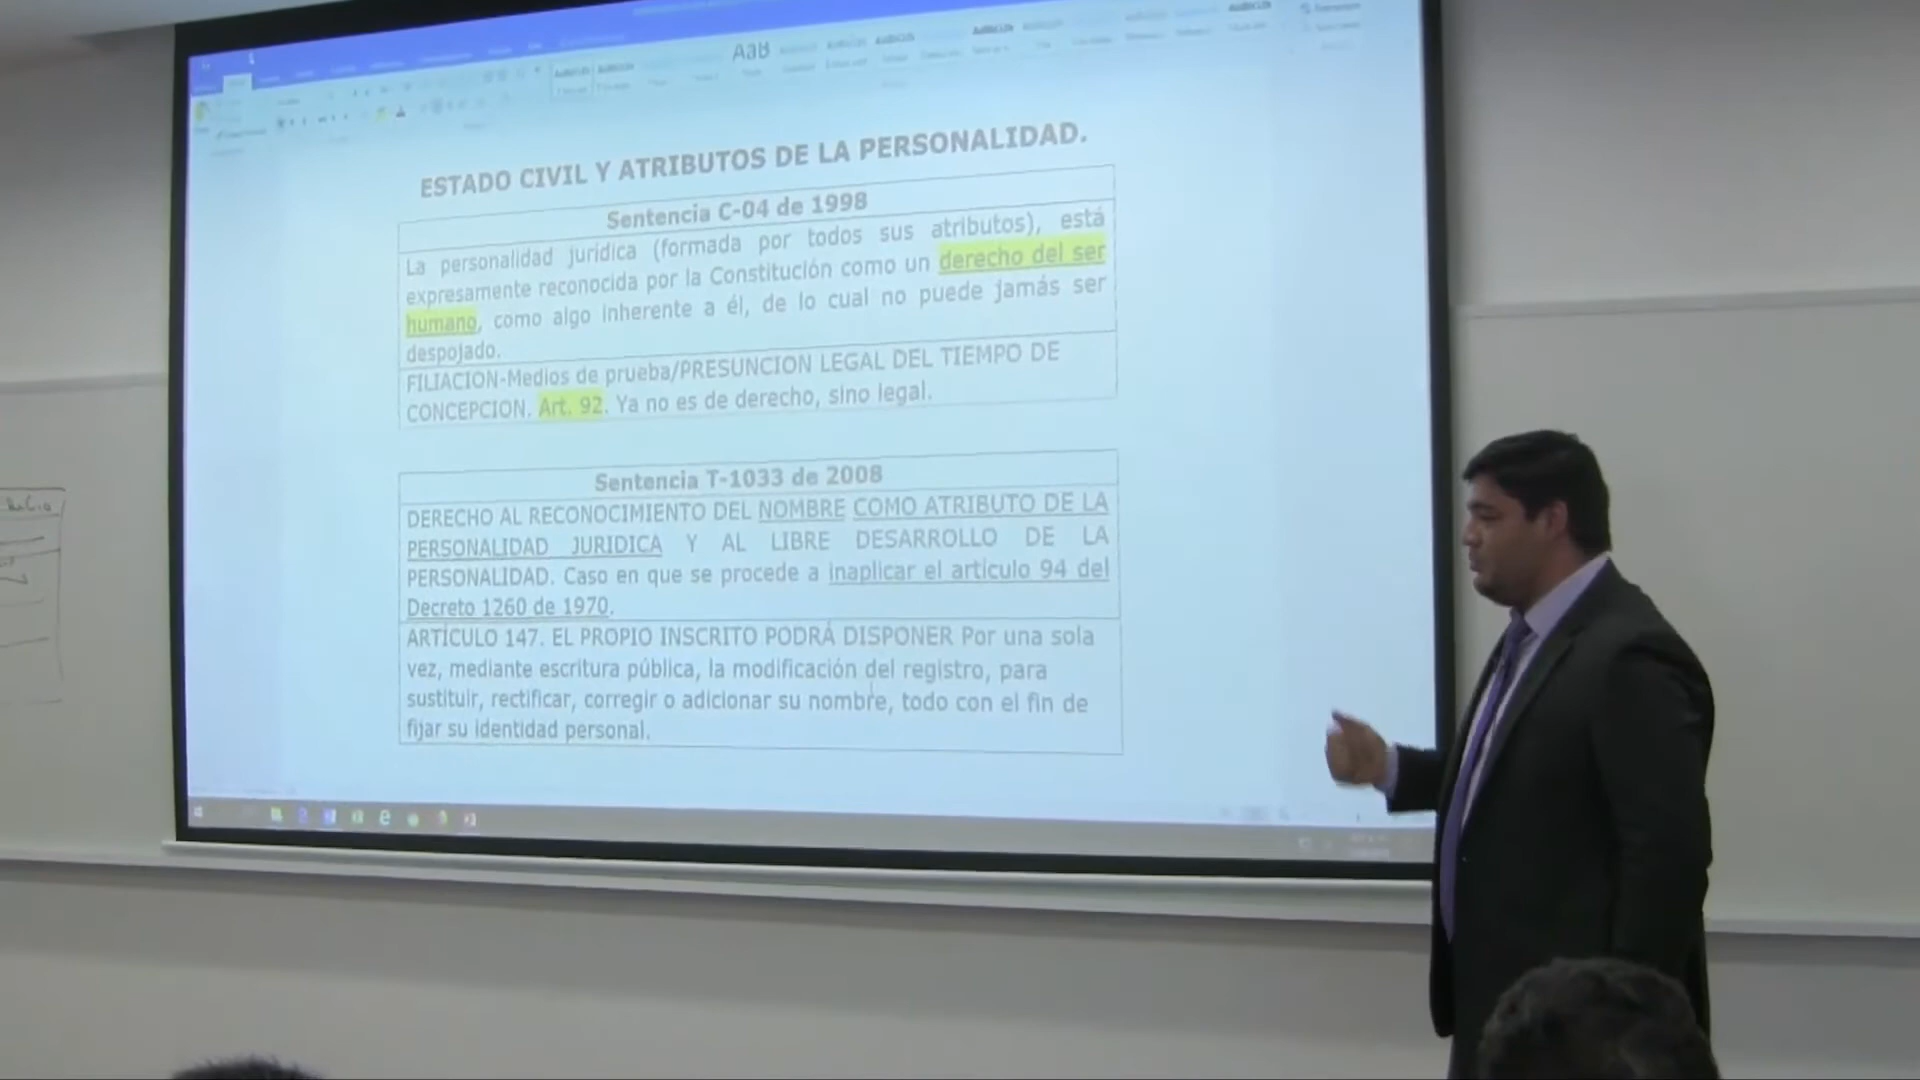 AaB
ESTADO CIVIL Y ATRIBUTOS DE LA PERSONALIDAD.
Sentencia C-04 de 1998
La personalidad jurídica (formada por todos sus atributos), está
expresamente reconocida por la Constitución como un derecho del ser
humano, como algo inherente a él, de lo cual no puede jamás ser
despojado.
FILIACION-Medios de prueba/PRESUNCION LEGAL DEL TIEMPO DE
CONCEPCION. Art. 92. Ya no es de derecho, sino legal.
Sentencia T-1033 de 2008
DERECHO AL RECONOCIMIENTO DEL NOMBRE COMO ATRIBUTO DE LA
PERSONALIDAD JURIDICA Y AL LIBRE DESARROLLO DE LA
PERSONALIDAD. Caso en que se procede a inaplicar el artículo 94 del
Decreto 1260 de 1970.
ARTÍCULO 147. EL PROPIO INSCRITO PODRÁ DISPONER Por una sola
vez, mediante escritura pública, la modificación del registro, para
sustituir, rectificar, corregir o adicionar su nombre, todo con el fin de
fijar su identidad personal.